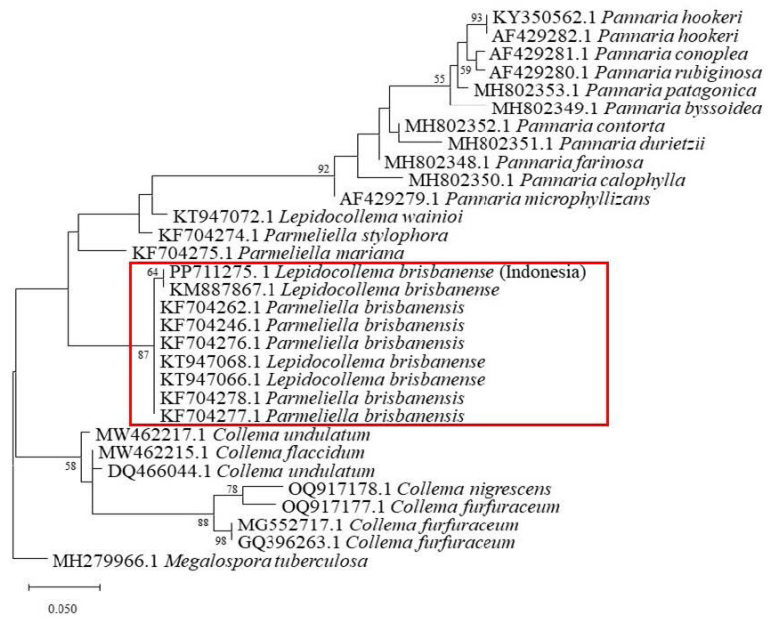 93 KY350562.1 Pannaria hookeri
AF429282.1 Pannaria hookeri
AF429281.1 Pannaria conoplea
59 AF429280.1 Pannaria rubiginosa
55 MH802353.1 Pannaria patagonica
MH802349.1 Pannaria byssoidea
MH802352.1 Pannaria contorta
MH802351.1 Pannaria durietzii
92 MH802348.1 Pannaria farinosa
MH802350.1 Pannaria calophylla
AF429279.1 Pannaria microphyllizans
KT947072.1 Lepidocollema wainioi
KF704274.1 Parmeliella stylophora
KF704275.1 Parmeliella mariana
64 PP711275.1 Lepidocollema brisbanense (Indonesia)
KM887867.1 Lepidocollema brisbanense
KF704262.1 Parmeliella brisbanensis
KF704246.1 Parmeliella brisbanensis
KF704276.1 Parmeliella brisbanensis
87 KT947068.1 Lepidocollema brisbanense
KT947066.1 Lepidocollema brisbanense
KF704278.1 Parmeliella brisbanensis
KF704277.1 Parmeliella brisbanensis
MW462217.1 Collema undulatum
MW462215.1 Collema flaccidum
58 DQ466044.1 Collema undulatum
78 OQ917178.1 Collema nigrescens
OQ917177.1 Collema furfuraceum
88 MG552717.1 Collema furfuraceum
98 GQ396263.1 Collema furfuraceum
MH279966.1 Megalospora tuberculosa
0.050